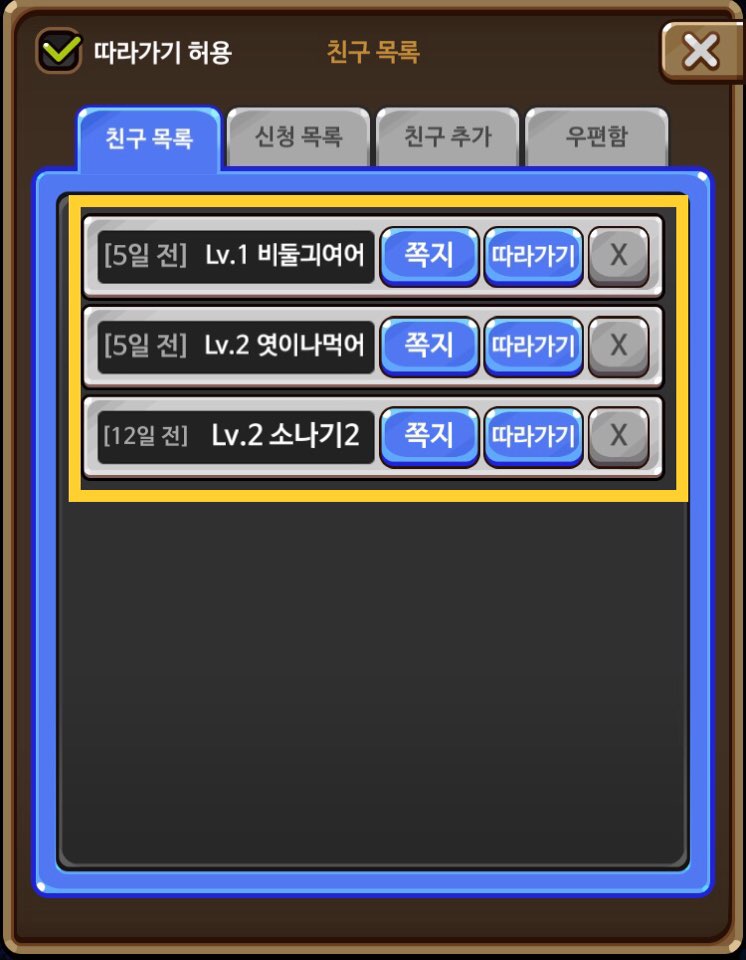 따라가기 허용 친구 목록
친구 목록 신청 목록 친구 추가 우편함
[5일 전] Lv.1 비둘긔여어 쪽지 따라가기 X
[5일 전] Lv.2 엿이나먹어 쪽지 따라가기 X
[12일 전] Lv.2 소나기2 쪽지 따라가기 X